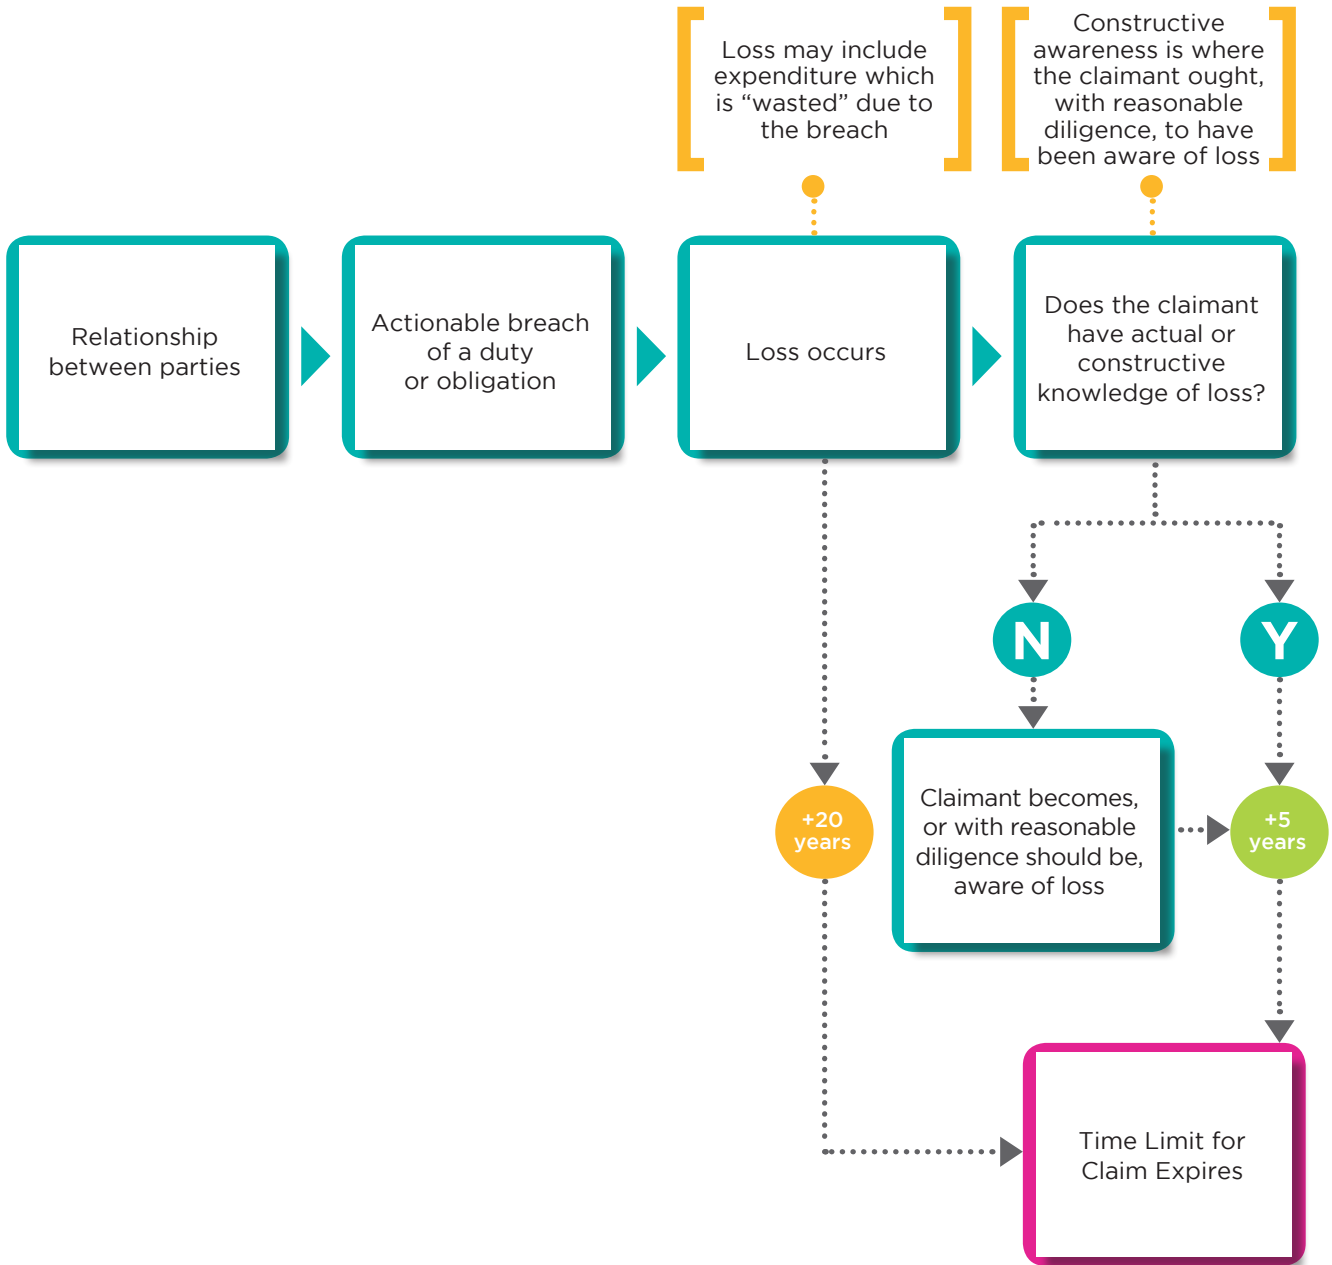 Loss may include
expenditure which
is “wasted” due to
the breach
Constructive
awareness is where
the claimant ought,
with reasonable
diligence, to have
been aware of loss
Relationship
between parties
Actionable breach
of a duty
or obligation
Loss occurs
Does the claimant
have actual or
constructive
knowledge of loss?
N
Y
+20
years
Claimant becomes,
or with reasonable
diligence should be,
aware of loss
+5
years
Time Limit for
Claim Expires